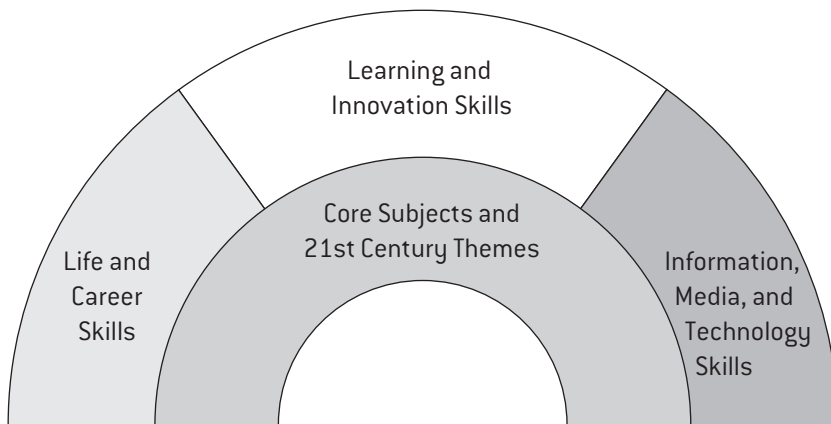 Learning and
Innovation Skills
Core Subjects and
21st Century Themes
Life and
Career
Skills
Information,
Media, and
Technology
Skills